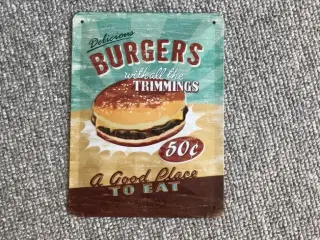 Delicious
BURGERS
with all the
TRIMMINGS
50¢
A Good Place
TO EAT